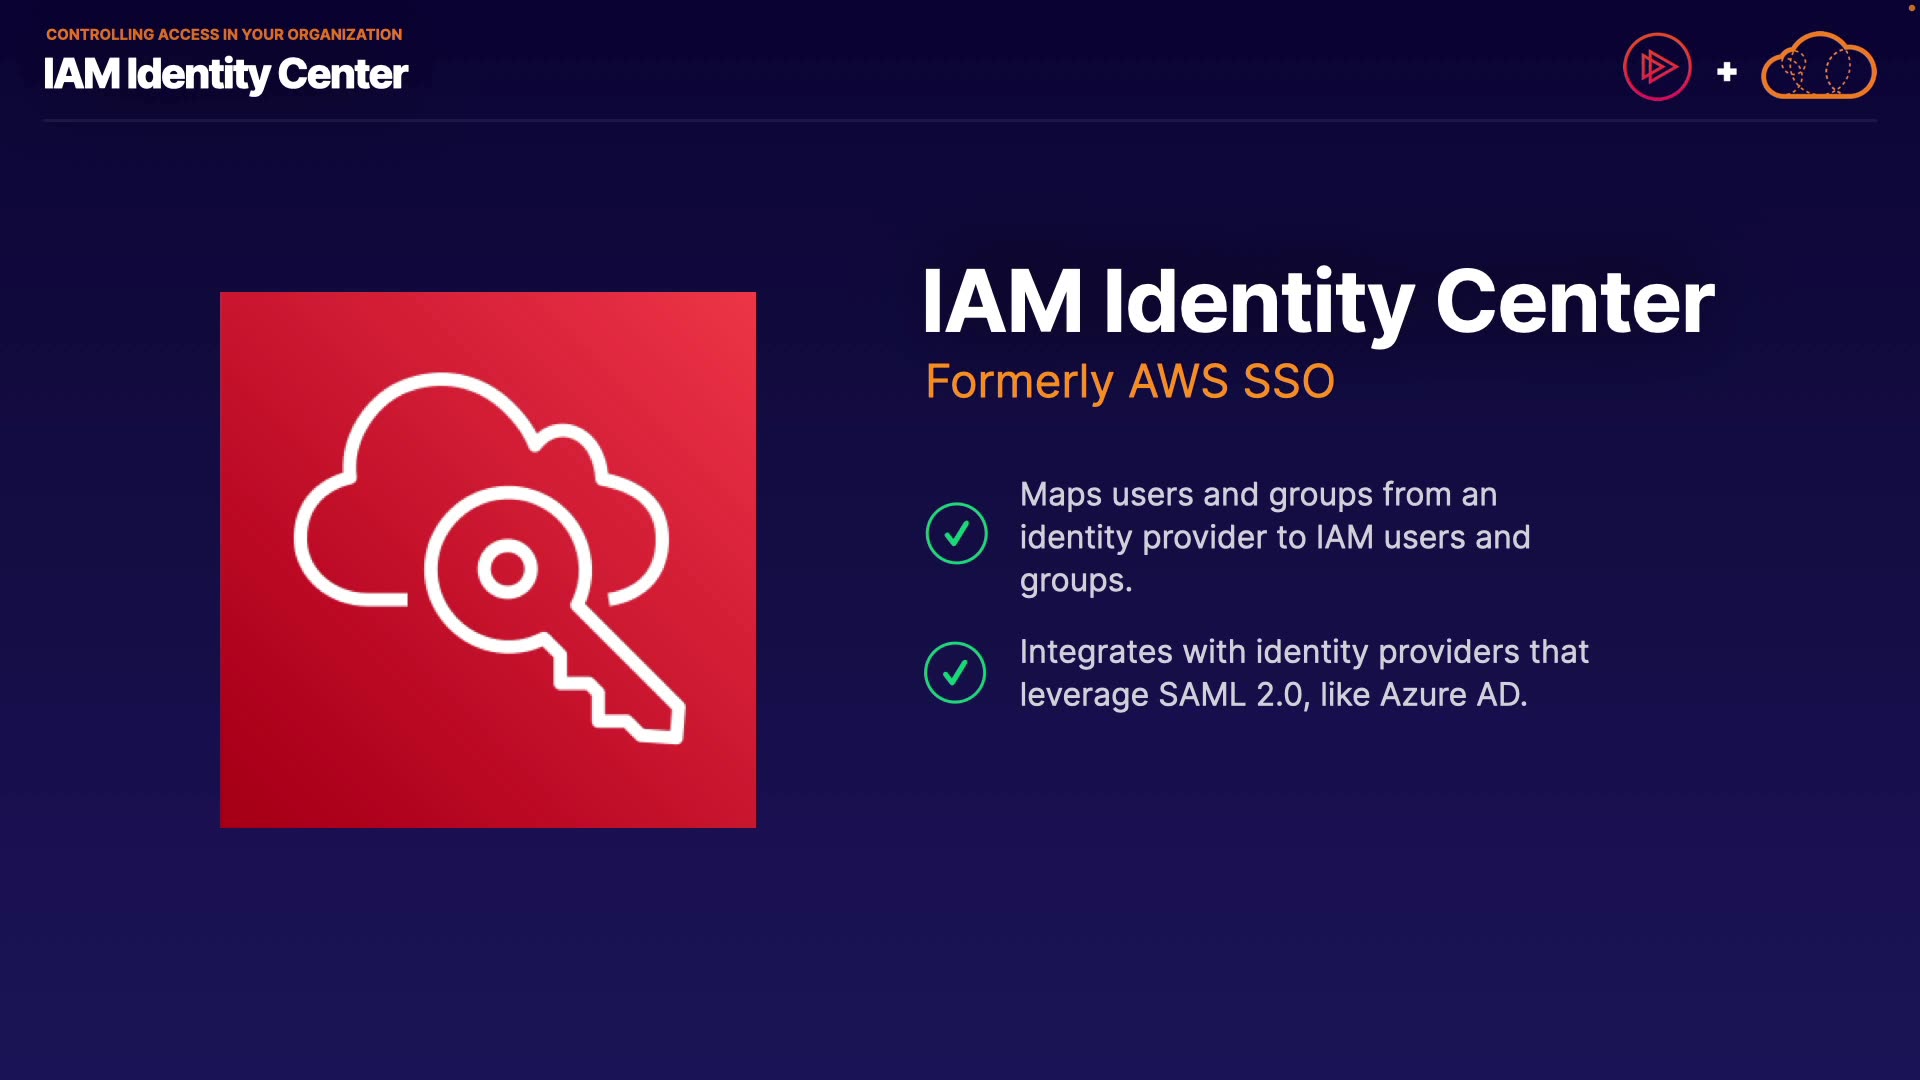 CONTROLLING ACCESS IN YOUR ORGANIZATION
IAM Identity Center
IAM Identity Center
Formerly AWS SSO
Maps users and groups from an
identity provider to IAM users and
groups.
Integrates with identity providers that
leverage SAML 2.0, like Azure AD.